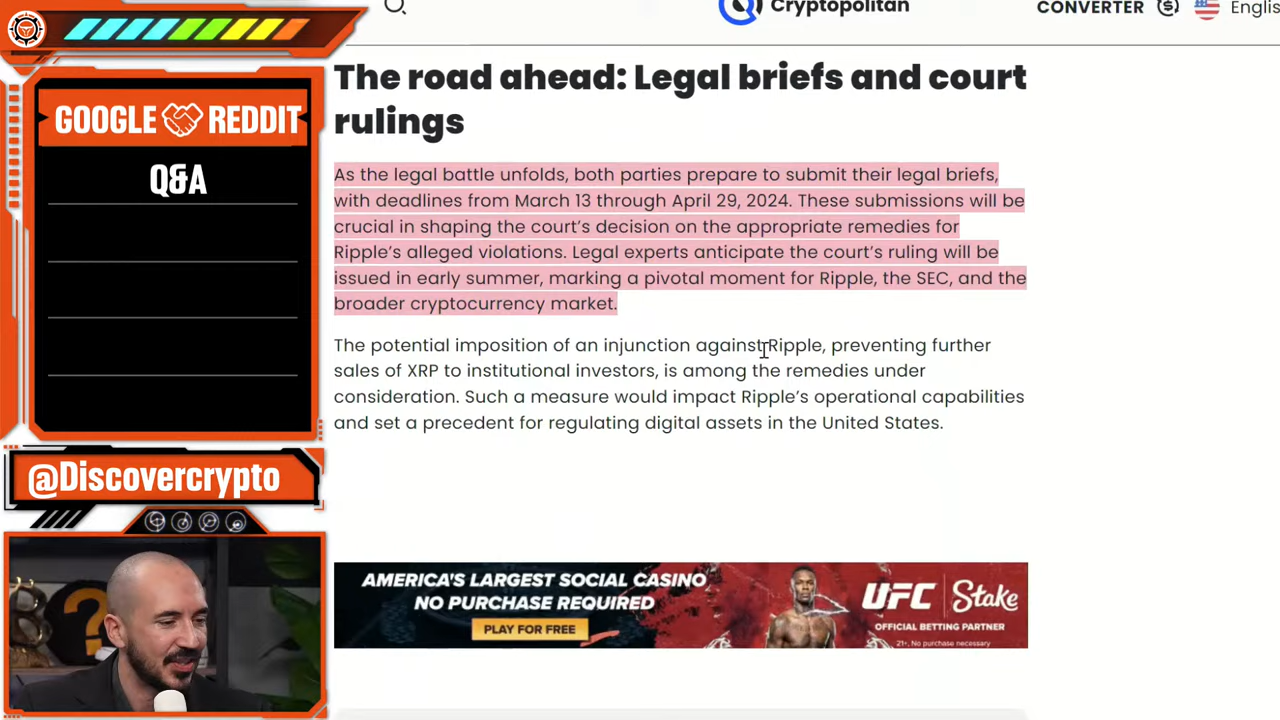 Cryptopolitan
CONVERTER
Englis
GOOGLE REDDIT
Q&A
@Discovercrypto
The road ahead: Legal briefs and court
rulings
As the legal battle unfolds, both parties prepare to submit their legal briefs,
with deadlines from March 13 through April 29, 2024. These submissions will be
crucial in shaping the court’s decision on the appropriate remedies for
Ripple’s alleged violations. Legal experts anticipate the court’s ruling will be
issued in early summer, marking a pivotal moment for Ripple, the SEC, and the
broader cryptocurrency market.
The potential imposition of an injunction against Ripple, preventing further
sales of XRP to institutional investors, is among the remedies under
consideration. Such a measure would impact Ripple’s operational capabilities
and set a precedent for regulating digital assets in the United States.
AMERICA'S LARGEST SOCIAL CASINO
NO PURCHASE REQUIRED
PLAY FOR FREE
UFC Stake
OFFICIAL BETTING PARTNER
21+. No purchase necessary